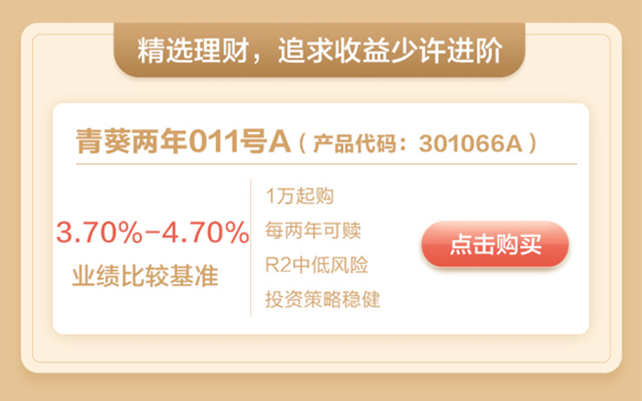 精选理财，追求收益少许进阶
青葵两年011号A（产品代码：301066A）
3.70%-4.70%
业绩比较基准
1万起购
每两年可赎
R2中低风险
投资策略稳健
点击购买